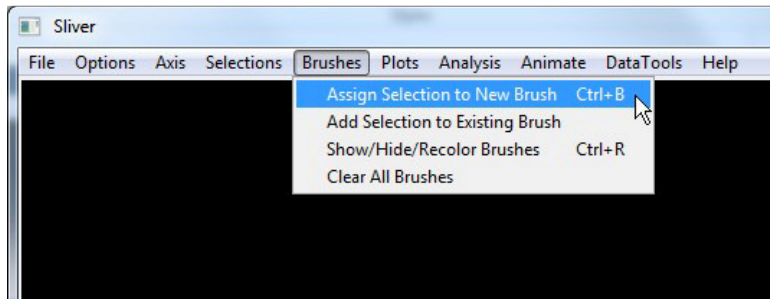 Sliver
File Options Axis Selections Brushes Plots Analysis Animate DataTools Help
Assign Selection to New Brush Ctrl+B
Add Selection to Existing Brush
Show/Hide/Recolor Brushes Ctrl+R
Clear All Brushes